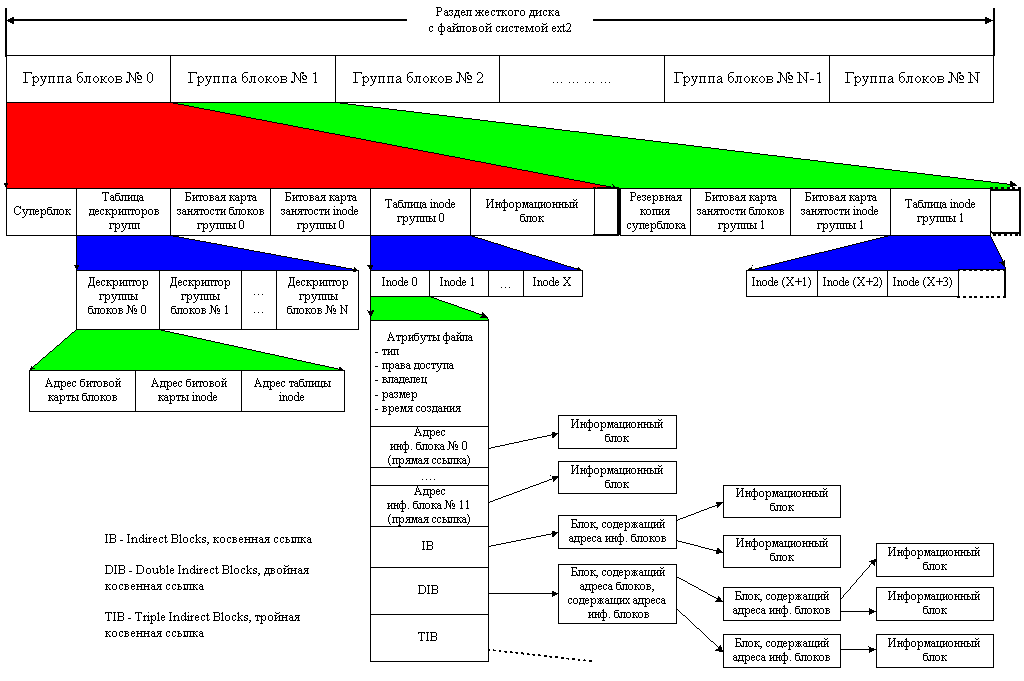 Раздел жесткого диска
с файловой системой ext2
Группа блоков № 0
Группа блоков № 1
Группа блоков № 2
… … … …
Группа блоков № N-1
Группа блоков № N
Суперблок
Таблица
дескрипторов
групп
Битовая карта
занятости блоков
группы 0
Битовая карта
занятости inode
группы 0
Таблица inode
группы 0
Информационный
блок
Резервная
копия
суперблока
Битовая карта
занятости блоков
группы 1
Битовая карта
занятости inode
группы 1
Таблица inode
группы 1
Дескриптор
группы
блоков № 0
Дескриптор
группы
блоков № 1
…
…
Дескриптор
группы
блоков № N
Inode 0
Inode 1
…
Inode X
Inode (X+1)
Inode (X+2)
Inode (X+3)
Адрес битовой
карты блоков
Адрес битовой
карты inode
Адрес таблицы
inode
Атрибуты файла
- тип
- права доступа
- владелец
- размер
- время создания
Адрес
инф. блока № 0
(прямая ссылка)
….
Адрес
инф. блока № 11
(прямая ссылка)
IB
DIB
TIB
Информационный
блок
Информационный
блок
Блок, содержащий
адреса инф. блоков
Информационный
блок
Информационный
блок
Блок, содержащий
адреса блоков,
содержащих адреса
инф. блоков
Блок, содержащий
адреса инф. блоков
Блок, содержащий
адреса инф. блоков
Информационный
блок
Информационный
блок
Информационный
блок
IB - Indirect Blocks, косвенная ссылка
DIB - Double Indirect Blocks, двойная
косвенная ссылка
TIB - Triple Indirect Blocks, тройная
косвенная ссылка